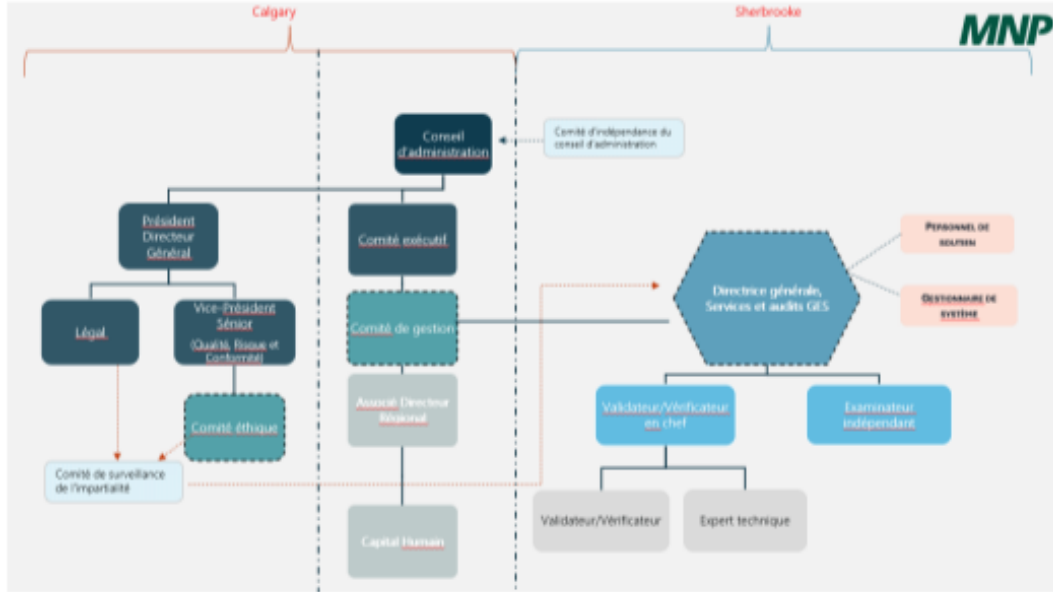 Calgary
Sherbrooke
MNP
Conseil
d'administration
Comité d'indépendance du
conseil d'administration
Président
Directeur
Général
Comité exécutif
PERSONNEL DE
SOUTIEN
Directrice générale,
Services et audits GES
GESTIONNAIRE DE
SYSTÈME
Légal
Vice-Président
Sénior
(Qualité, Risque et
Conformité)
Comité de gestion
Associé Directeur
Régional
Validateur/Vérificateur
en chef
Examinateur
indépendant
Comité éthique
Comité de surveillance
de l'impartialité
Validateur/Vérificateur
Expert technique
Capital Humain